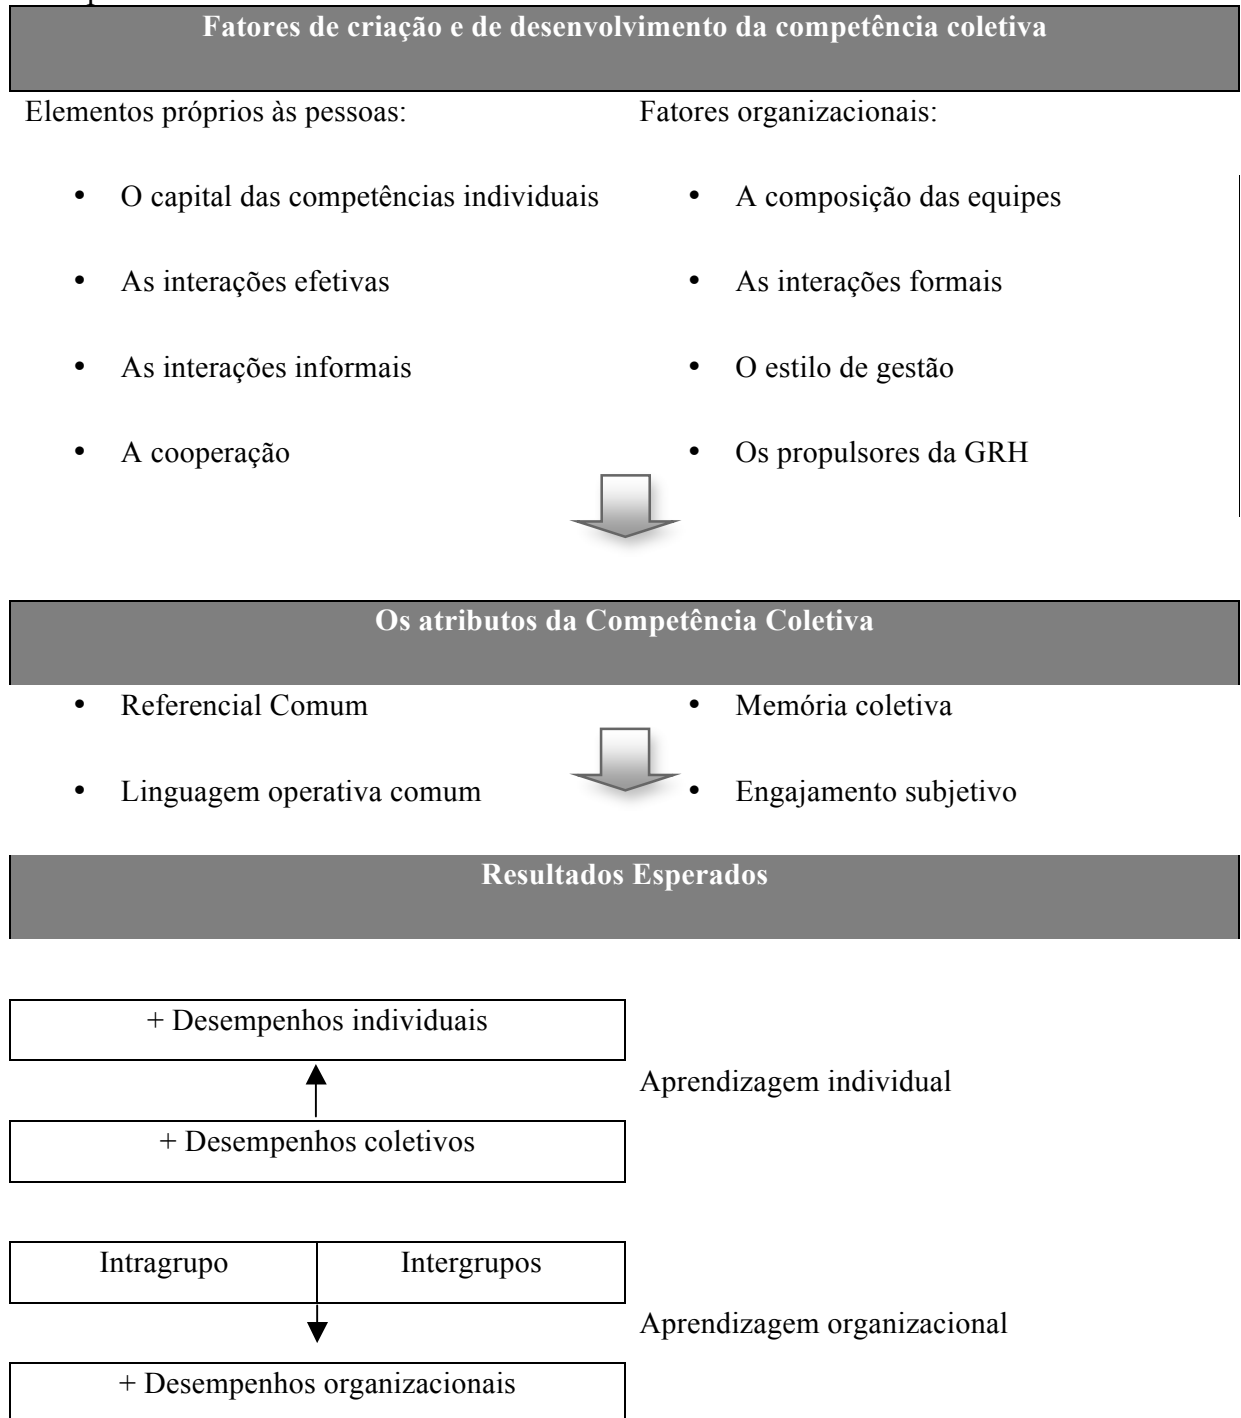 Fatores de criação e de desenvolvimento da competência coletiva
Elementos próprios às pessoas:
Fatores organizacionais:
• O capital das competências individuais
• A composição das equipes
• As interações efetivas
• As interações formais
• As interações informais
• O estilo de gestão
• A cooperação
• Os propulsores da GRH
Os atributos da Competência Coletiva
• Referencial Comum
• Memória coletiva
• Linguagem operativa comum
• Engajamento subjetivo
Resultados Esperados
+ Desempenhos individuais
Aprendizagem individual
+ Desempenhos coletivos
Intragrupo
Intergrupos
Aprendizagem organizacional
+ Desempenhos organizacionais